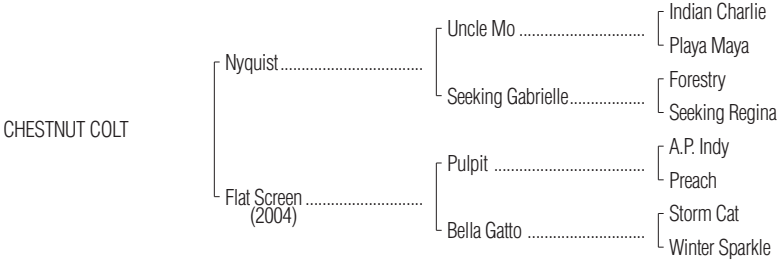 Indian Charlie
Uncle Mo ................................
Playa Maya
Nyquist....................................
Forestry
Seeking Gabrielle...................
Seeking Regina
CHESTNUT COLT
A.P. Indy
Pulpit ......................................
Preach
Flat Screen .............................
(2004)
Storm Cat
Bella Gatto .............................
Winter Sparkle